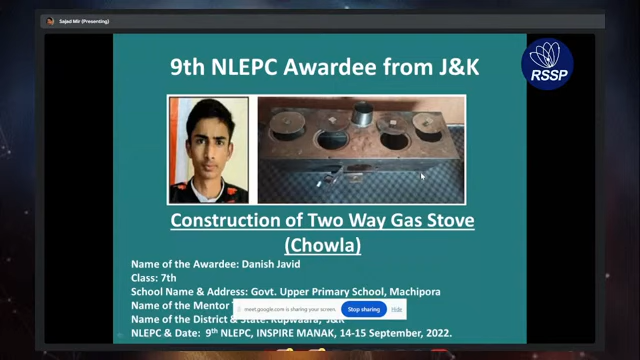 Sajad Mir (Presenting)
9th NLEPC Awardee from J&K
RSSP
Construction of Two Way Gas Stove
(Chowla)
Name of the Awardee: Danish Javid
Class: 7th
School Name & Address: Govt. Upper Primary School, Machipora
Name of the Mentor
meet.google.com is sharing your screen. Stop sharing Hide
Name of the District & State: Kupwaara, J&K
NLEPC & Date: 9th NLEPC, INSPIRE MANAK, 14-15 September, 2022.